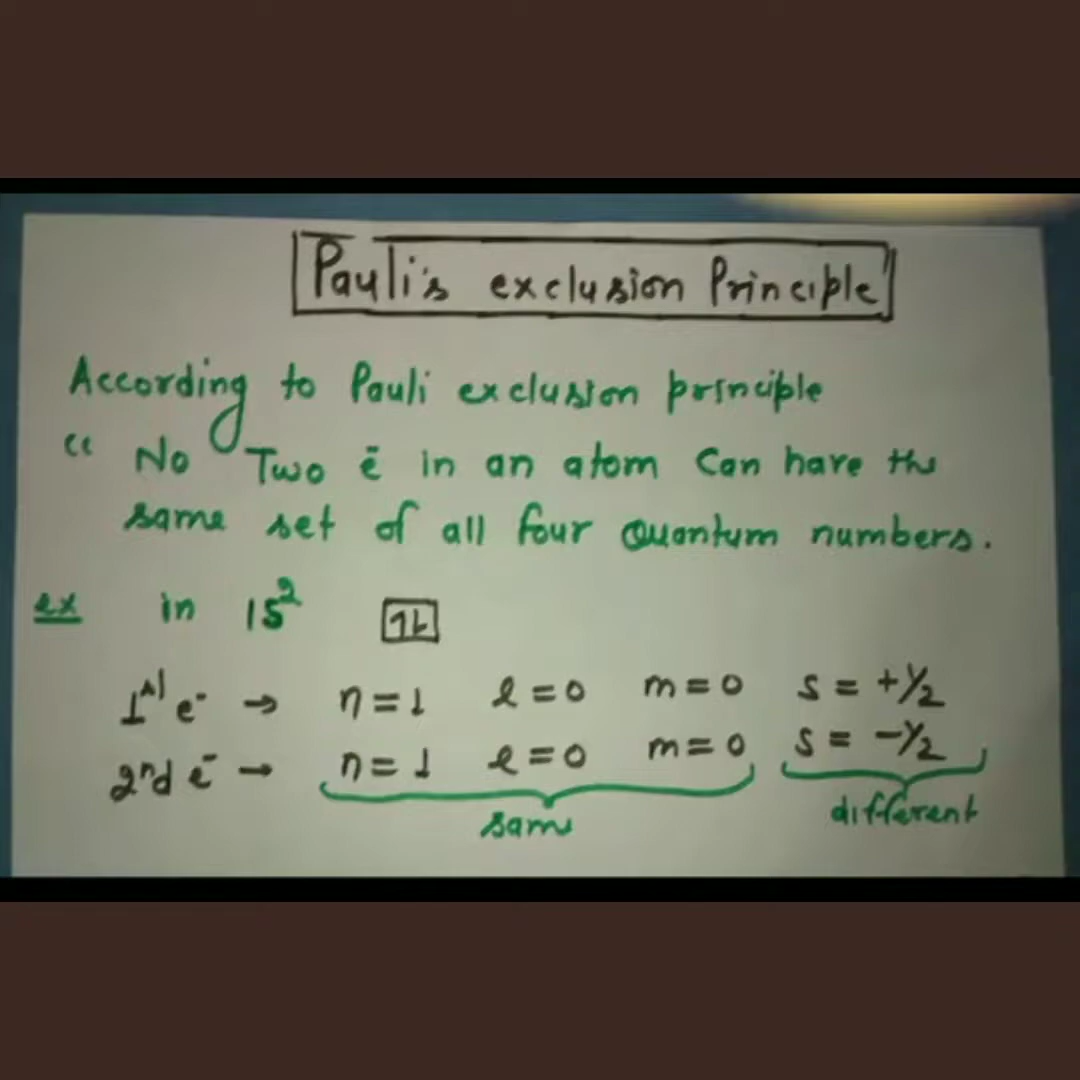 Pauli's exclusion Principle
According to Pauli exclusion principle
“ No Two ē in an atom Can have the
same set of all four Quantum numbers.
ex in 1s² ↑↓
1st e⁻ → n=1 l=0 m=0 s=+1/2
2nd e⁻ → n=1 l=0 m=0 s=-1/2
same different